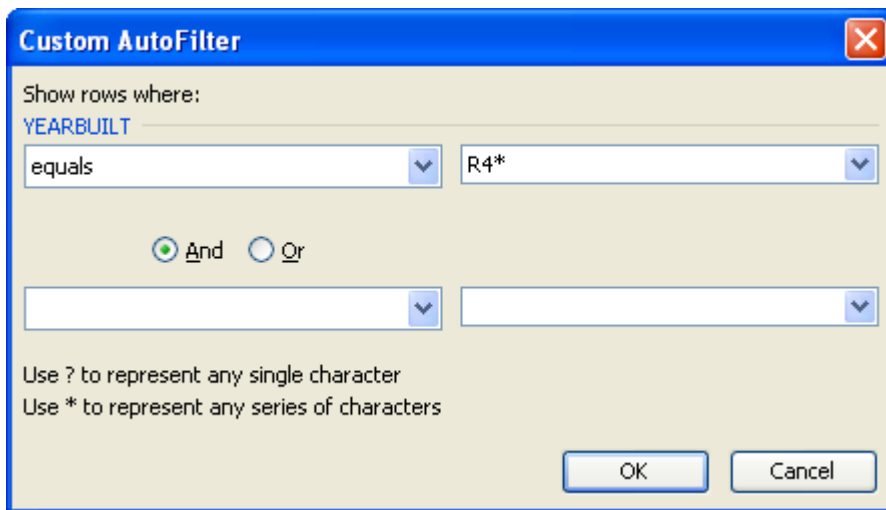 Custom AutoFilter
Show rows where:
YEARBUILT
equals R4*
And Or
Use ? to represent any single character
Use * to represent any series of characters
OK Cancel